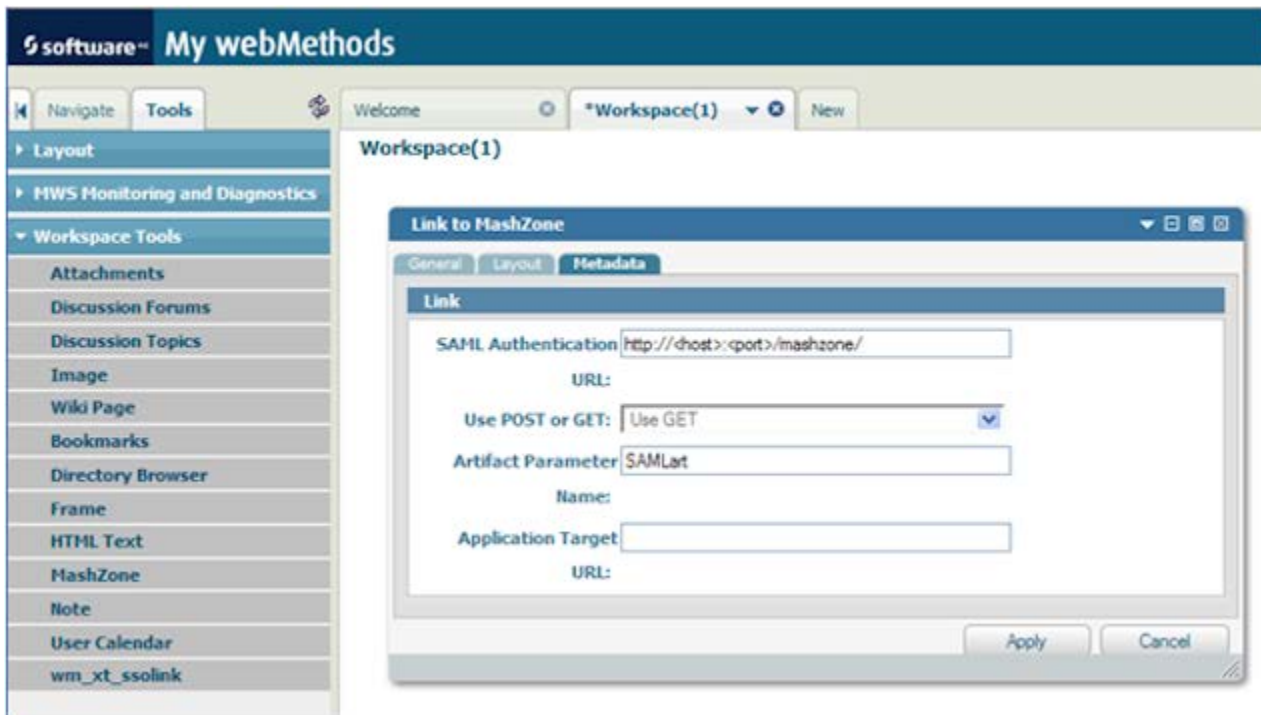 software AG My webMethods
Navigate Tools Welcome *Workspace(1) New
Layout
MWS Monitoring and Diagnostics
Workspace Tools
Attachments
Discussion Forums
Discussion Topics
Image
Wiki Page
Bookmarks
Directory Browser
Frame
HTML Text
MashZone
Note
User Calendar
wm_xt_ssolink
Workspace(1)
Link to MashZone
General Layout Metadata
Link
SAML Authentication http://<host>:<port>/mashzone/
URL:
Use POST or GET: Use GET
Artifact Parameter SAMLart
Name:
Application Target
URL:
Apply Cancel